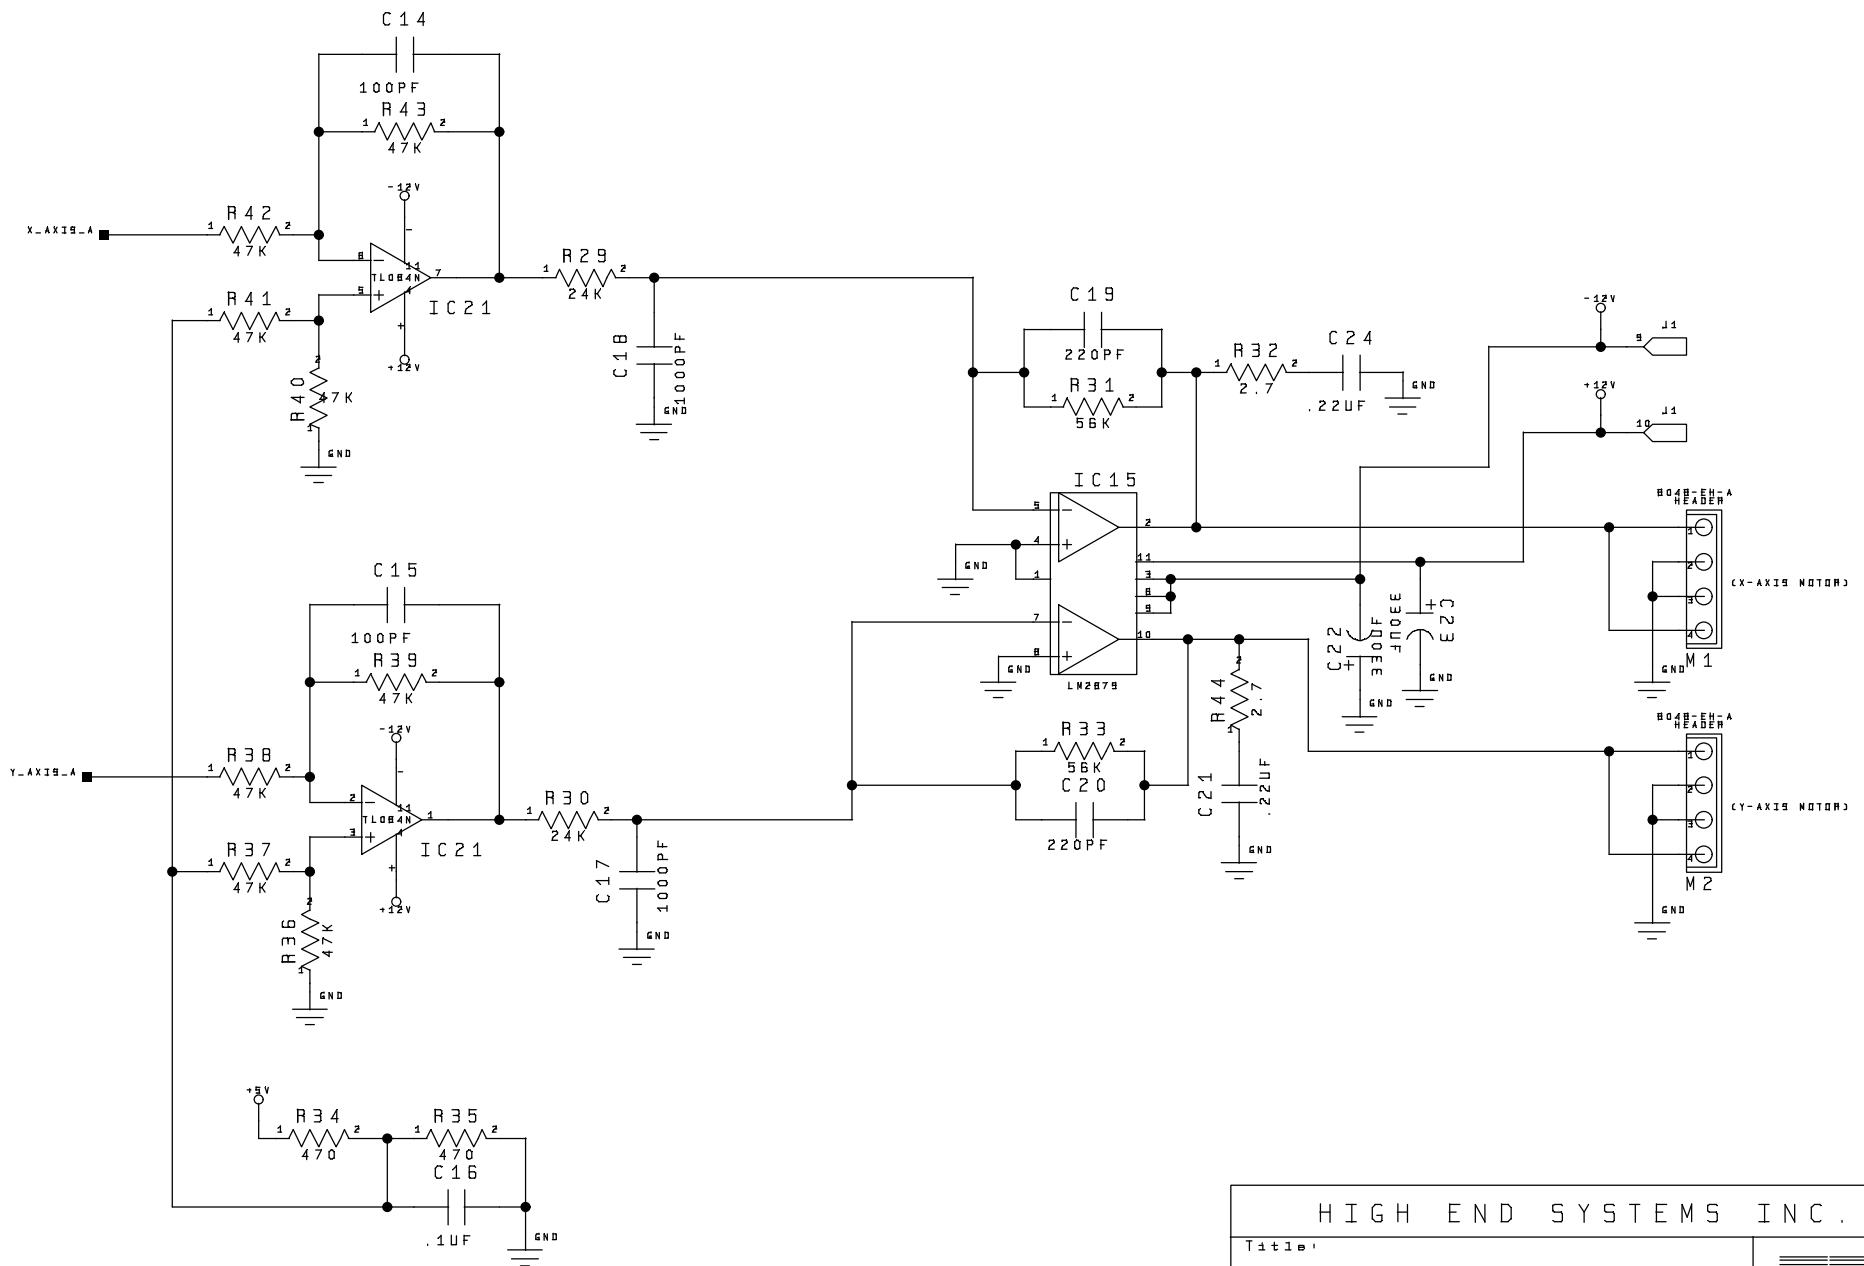 C14
100PF
R43
1 2
47K
-12V
R42
1 2
47K
X_AXIS_A
6
-
11
TL084N
7
5
+
4
IC21
R41
1 2
47K
+
+12V
2
R40
47K
1
GND
R29
1 2
24K
C18
1000PF
GND
C19
220PF
R31
1 2
56K
R32
1 2
2.7
C24
.22UF
GND
-12V
J1
9
+12V
J1
10
IC15
5
-
2
4
+
GND
1
11
3
6
9
7
-
10
8
+
GND
LM2879
C22
330UF
+
GND
C23
330UF
+
GND
HEADER
1
2
3
4
(X-AXIS MOTOR)
GND
M1
HEADER
1
2
3
4
(Y-AXIS MOTOR)
M2
GND
2
R44
2.7
1
C21
.22UF
GND
R33
1 2
56K
C20
220PF
C15
100PF
R39
1 2
47K
-12V
Y_AXIS_A
R38
1 2
47K
2
-
11
TL084N
1
3
+
4
IC21
R37
1 2
47K
+
+12V
2
R36
47K
1
GND
R30
1 2
24K
C17
1000PF
GND
+5V
R34
1 2
470
R35
1 2
470
C16
.1UF
GND
HIGH END SYSTEMS INC.
Title: